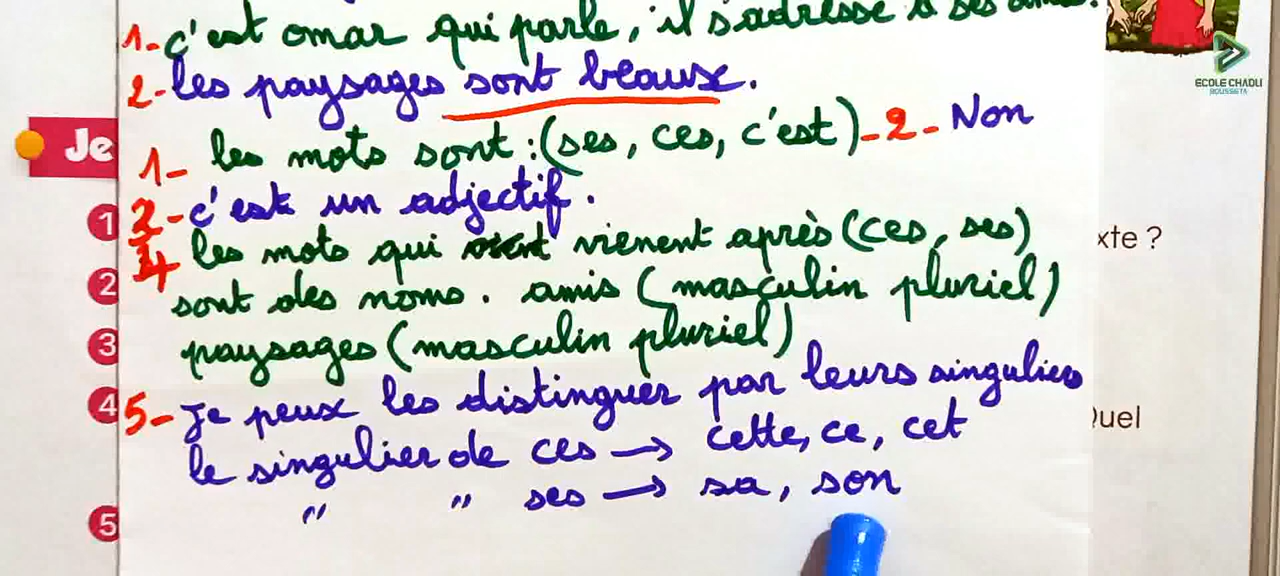 1- c'est omar qui parle, il s'adresse à ses amis.
2- les paysages sont beaux.
1- les mots sont : (ses, ces, c'est) - 2 - Non
3- c'est un adjectif.
4 les mots qui vienent après (ces, ses)
sont des noms. amis (masculin pluriel)
paysages (masculin pluriel)
5- Je peux les distinguer par leurs singuliers
le singulier de ces → cette, ce, cet
" " ses → sa, son
ECOLE CHADLI
BOUSSETA
Je
1
2
3
4
5
xte ?
Quel